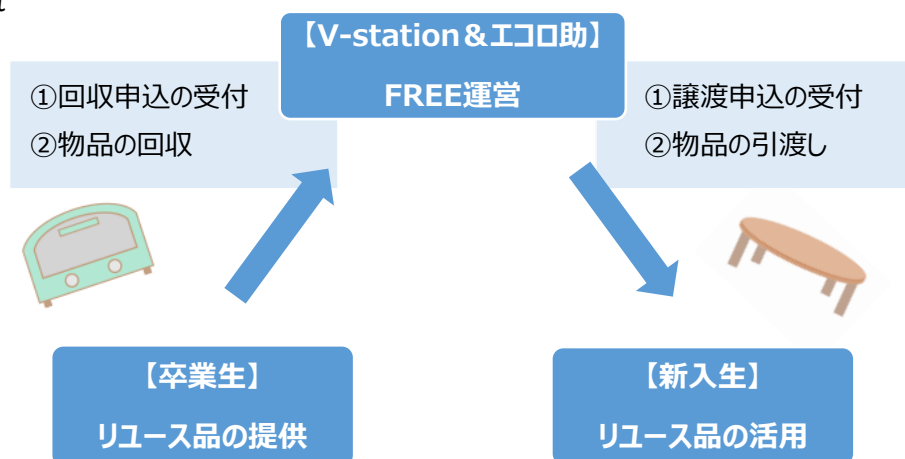 【V-station＆エコロ助】
FREE運営
①回収申込の受付
②物品の回収
①譲渡申込の受付
②物品の引渡し
【卒業生】
リユース品の提供
【新入生】
リユース品の活用